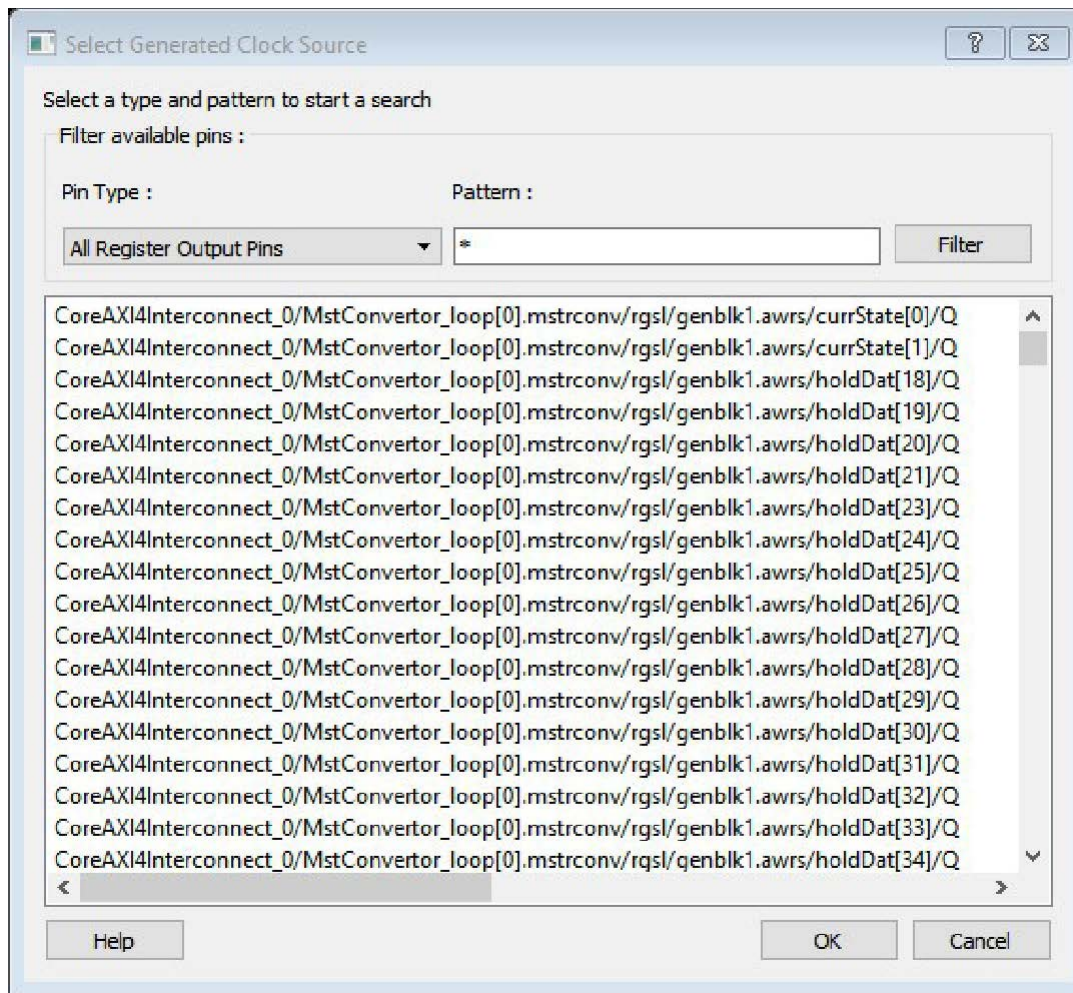 Select Generated Clock Source
Select a type and pattern to start a search
Filter available pins :
Pin Type :
Pattern :
All Register Output Pins
*
Filter
CoreAXI4Interconnect_0/MstConvertor_loop[0].mstrconv/rgsl/genblk1.awrs/currState[0]/Q
CoreAXI4Interconnect_0/MstConvertor_loop[0].mstrconv/rgsl/genblk1.awrs/currState[1]/Q
CoreAXI4Interconnect_0/MstConvertor_loop[0].mstrconv/rgsl/genblk1.awrs/holdDat[18]/Q
CoreAXI4Interconnect_0/MstConvertor_loop[0].mstrconv/rgsl/genblk1.awrs/holdDat[19]/Q
CoreAXI4Interconnect_0/MstConvertor_loop[0].mstrconv/rgsl/genblk1.awrs/holdDat[20]/Q
CoreAXI4Interconnect_0/MstConvertor_loop[0].mstrconv/rgsl/genblk1.awrs/holdDat[21]/Q
CoreAXI4Interconnect_0/MstConvertor_loop[0].mstrconv/rgsl/genblk1.awrs/holdDat[23]/Q
CoreAXI4Interconnect_0/MstConvertor_loop[0].mstrconv/rgsl/genblk1.awrs/holdDat[24]/Q
CoreAXI4Interconnect_0/MstConvertor_loop[0].mstrconv/rgsl/genblk1.awrs/holdDat[25]/Q
CoreAXI4Interconnect_0/MstConvertor_loop[0].mstrconv/rgsl/genblk1.awrs/holdDat[26]/Q
CoreAXI4Interconnect_0/MstConvertor_loop[0].mstrconv/rgsl/genblk1.awrs/holdDat[27]/Q
CoreAXI4Interconnect_0/MstConvertor_loop[0].mstrconv/rgsl/genblk1.awrs/holdDat[28]/Q
CoreAXI4Interconnect_0/MstConvertor_loop[0].mstrconv/rgsl/genblk1.awrs/holdDat[29]/Q
CoreAXI4Interconnect_0/MstConvertor_loop[0].mstrconv/rgsl/genblk1.awrs/holdDat[30]/Q
CoreAXI4Interconnect_0/MstConvertor_loop[0].mstrconv/rgsl/genblk1.awrs/holdDat[31]/Q
CoreAXI4Interconnect_0/MstConvertor_loop[0].mstrconv/rgsl/genblk1.awrs/holdDat[32]/Q
CoreAXI4Interconnect_0/MstConvertor_loop[0].mstrconv/rgsl/genblk1.awrs/holdDat[33]/Q
CoreAXI4Interconnect_0/MstConvertor_loop[0].mstrconv/rgsl/genblk1.awrs/holdDat[34]/Q
Help
OK
Cancel